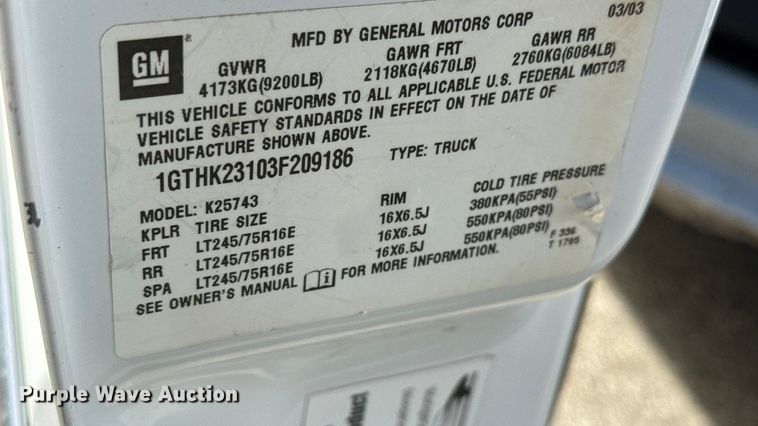 MFD BY GENERAL MOTORS CORP 03/03
GM
GVWR GAWR FRT GAWR RR
4173KG(9200LB) 2118KG(4670LB) 2760KG(6084LB)
THIS VEHICLE CONFORMS TO ALL APPLICABLE U.S. FEDERAL MOTOR
VEHICLE SAFETY STANDARDS IN EFFECT ON THE DATE OF
MANUFACTURE SHOWN ABOVE.
1GTHK23103F209186 TYPE: TRUCK
MODEL: K25743
KPLR TIRE SIZE RIM COLD TIRE PRESSURE
FRT LT245/75R16E 16X6.5J 380KPA(55PSI)
RR LT245/75R16E 16X6.5J 550KPA(80PSI)
SPA LT245/75R16E 16X6.5J 550KPA(80PSI)
F 336
T 1795
SEE OWNER'S MANUAL FOR MORE INFORMATION.
Purple Wave Auction